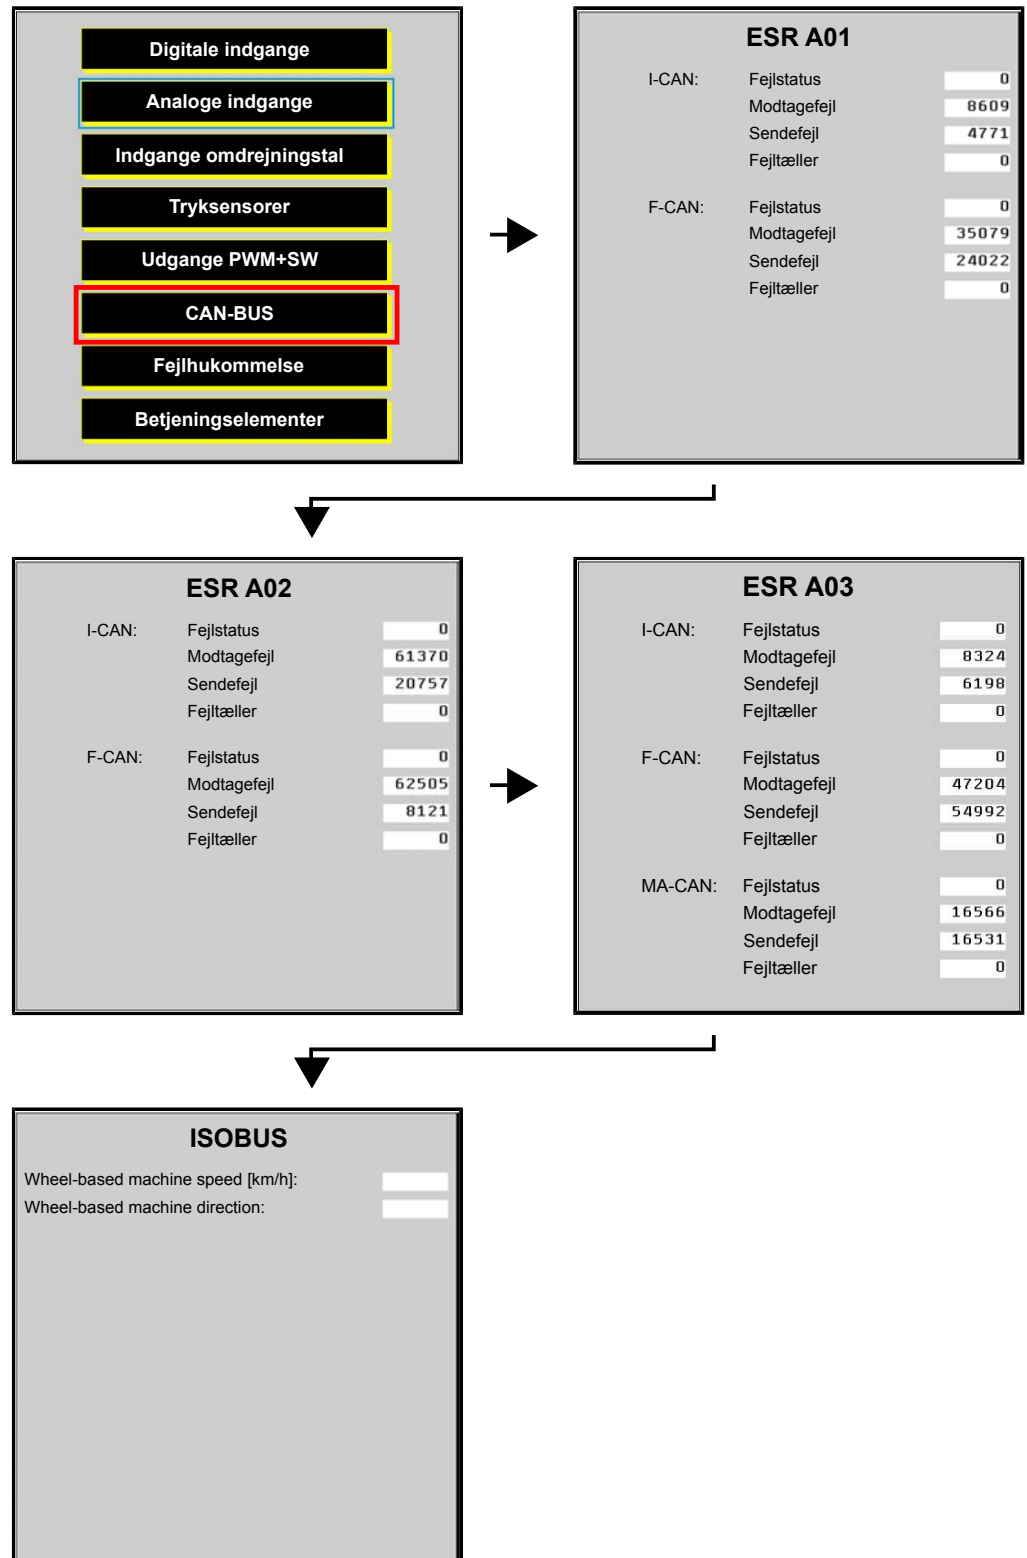 Digitale indgange
Analoge indgange
Indgange omdrejningstal
Tryksensorer
Udgange PWM+SW
CAN-BUS
Fejlhukommelse
Betjeningselementer
ESR A01
I-CAN: Fejlstatus 0
Modtagefejl 8609
Sendefejl 4771
Fejltæller 0
F-CAN: Fejlstatus 0
Modtagefejl 35079
Sendefejl 24022
Fejltæller 0
ESR A02
I-CAN: Fejlstatus 0
Modtagefejl 61370
Sendefejl 20757
Fejltæller 0
F-CAN: Fejlstatus 0
Modtagefejl 62505
Sendefejl 8121
Fejltæller 0
ESR A03
I-CAN: Fejlstatus 0
Modtagefejl 8324
Sendefejl 6198
Fejltæller 0
F-CAN: Fejlstatus 0
Modtagefejl 47204
Sendefejl 54992
Fejltæller 0
MA-CAN: Fejlstatus 0
Modtagefejl 16566
Sendefejl 16531
Fejltæller 0
ISOBUS
Wheel-based machine speed [km/h]:
Wheel-based machine direction: